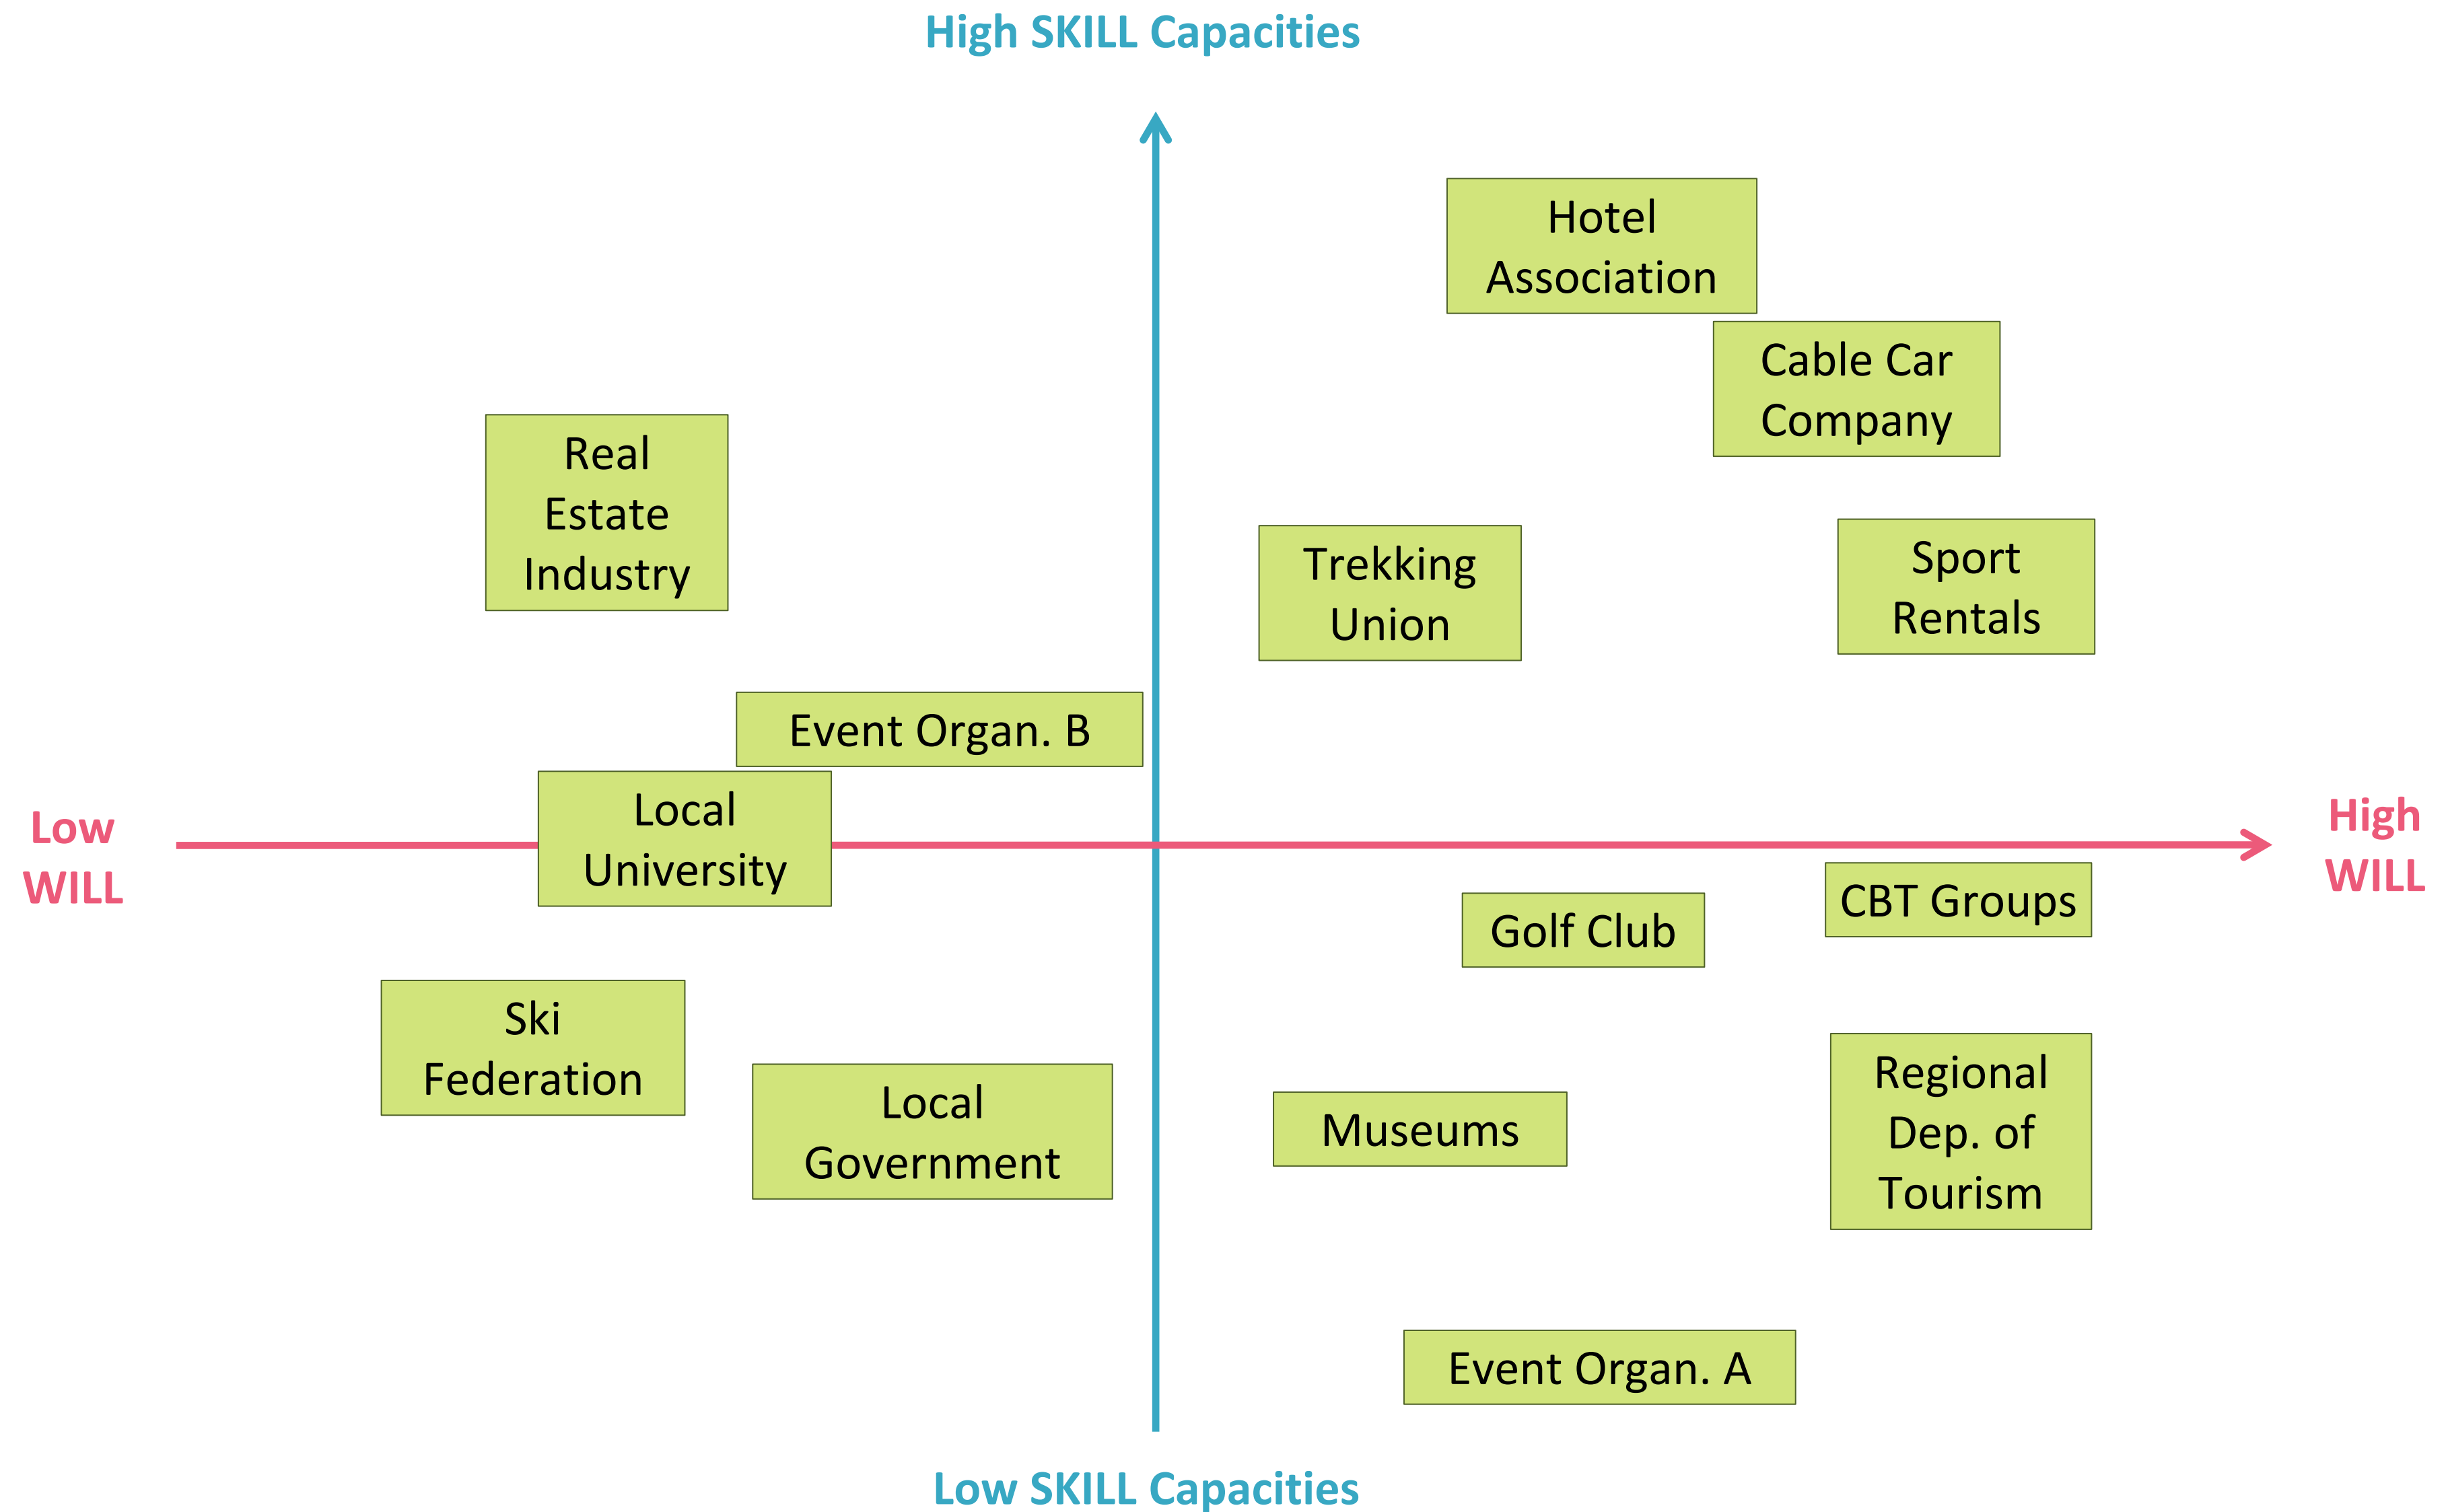 High SKILL Capacities
Hotel
Association
Cable Car
Company
Real
Estate
Industry
Trekking
Union
Sport
Rentals
Event Organ. B
Local
University
Low
WILL
High
WILL
CBT Groups
Golf Club
Ski
Federation
Local
Government
Museums
Regional
Dep. of
Tourism
Event Organ. A
Low SKILL Capacities